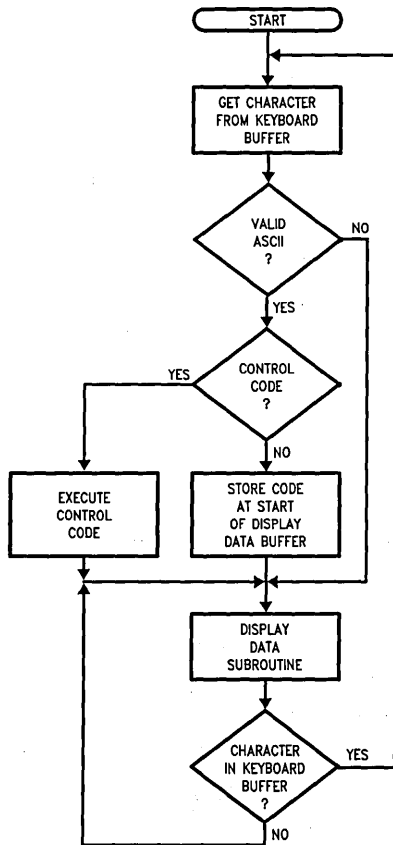 START
GET CHARACTER
FROM KEYBOARD
BUFFER
VALID
ASCII
?
NO
YES
CONTROL
CODE
?
YES
NO
EXECUTE
CONTROL
CODE
STORE CODE
AT START
OF DISPLAY
DATA BUFFER
DISPLAY
DATA
SUBROUTINE
CHARACTER
IN KEYBOARD
BUFFER
?
YES
NO